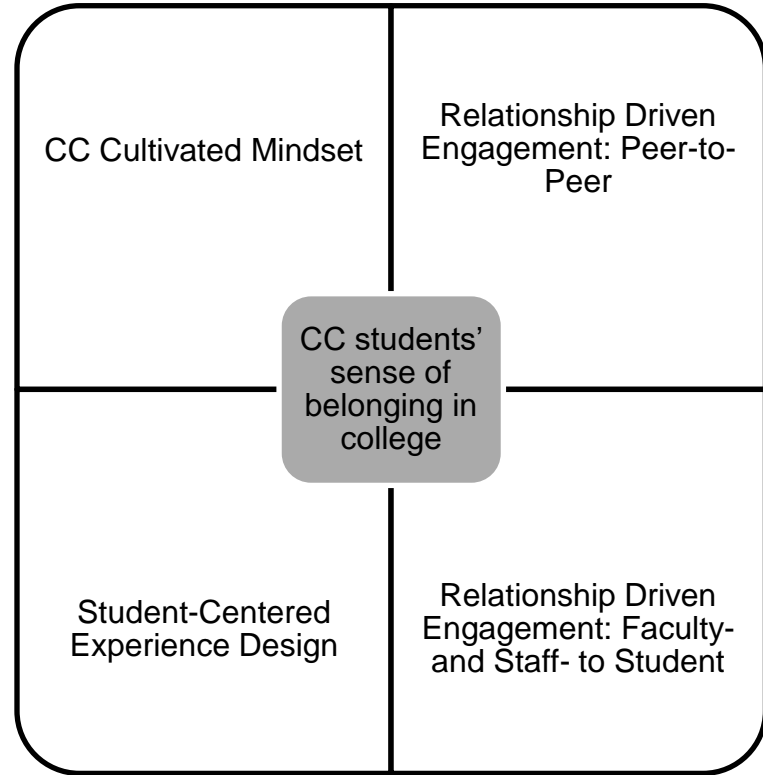 CC Cultivated Mindset
Relationship Driven
Engagement: Peer-to-
Peer
CC students’
sense of
belonging in
college
Student-Centered
Experience Design
Relationship Driven
Engagement: Faculty-
and Staff- to Student